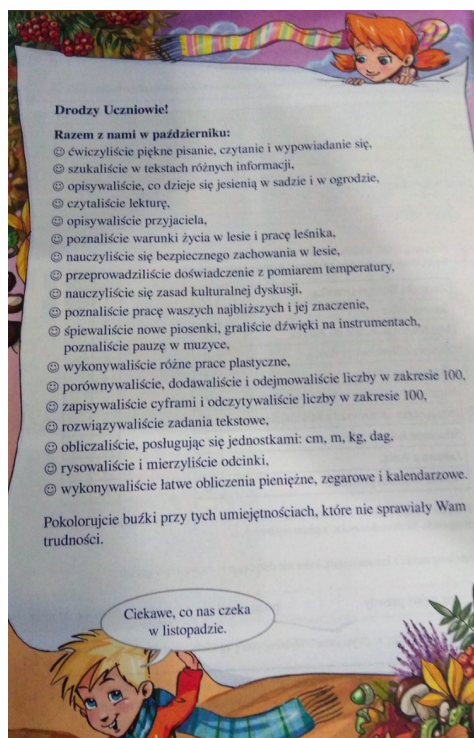 Drodzy Uczniowie!
Razem z nami w październiku:
ćwiczyliście piękne pisanie, czytanie i wypowiadanie się,
szukaliście w tekstach różnych informacji,
opisywaliście, co dzieje się jesienią w sadzie i w ogrodzie,
czytaliście lekturę,
opisywaliście przyjaciela,
poznaliście warunki życia w lesie i pracę leśnika,
nauczyliście się bezpiecznego zachowania w lesie,
przeprowadziliście doświadczenie z pomiarem temperatury,
nauczyliście się zasad kulturalnej dyskusji,
poznaliście pracę waszych najbliższych i jej znaczenie,
śpiewaliście nowe piosenki, graliście dźwięki na instrumentach,
poznaliście pauzę w muzyce,
wykonywaliście różne prace plastyczne,
porównywaliście, dodawaliście i odejmowaliście liczby w zakresie 100,
zapisywaliście cyframi i odczytywaliście liczby w zakresie 100,
rozwiązywaliście zadania tekstowe,
obliczaliście, posługując się jednostkami: cm, m, kg, dag,
rysowaliście i mierzyliście odcinki,
wykonywaliście łatwe obliczenia pieniężne, zegarowe i kalendarzowe.
Pokolorujcie buźki przy tych umiejętnościach, które nie sprawiały Wam
trudności.
Ciekawe, co nas czeka
w listopadzie.